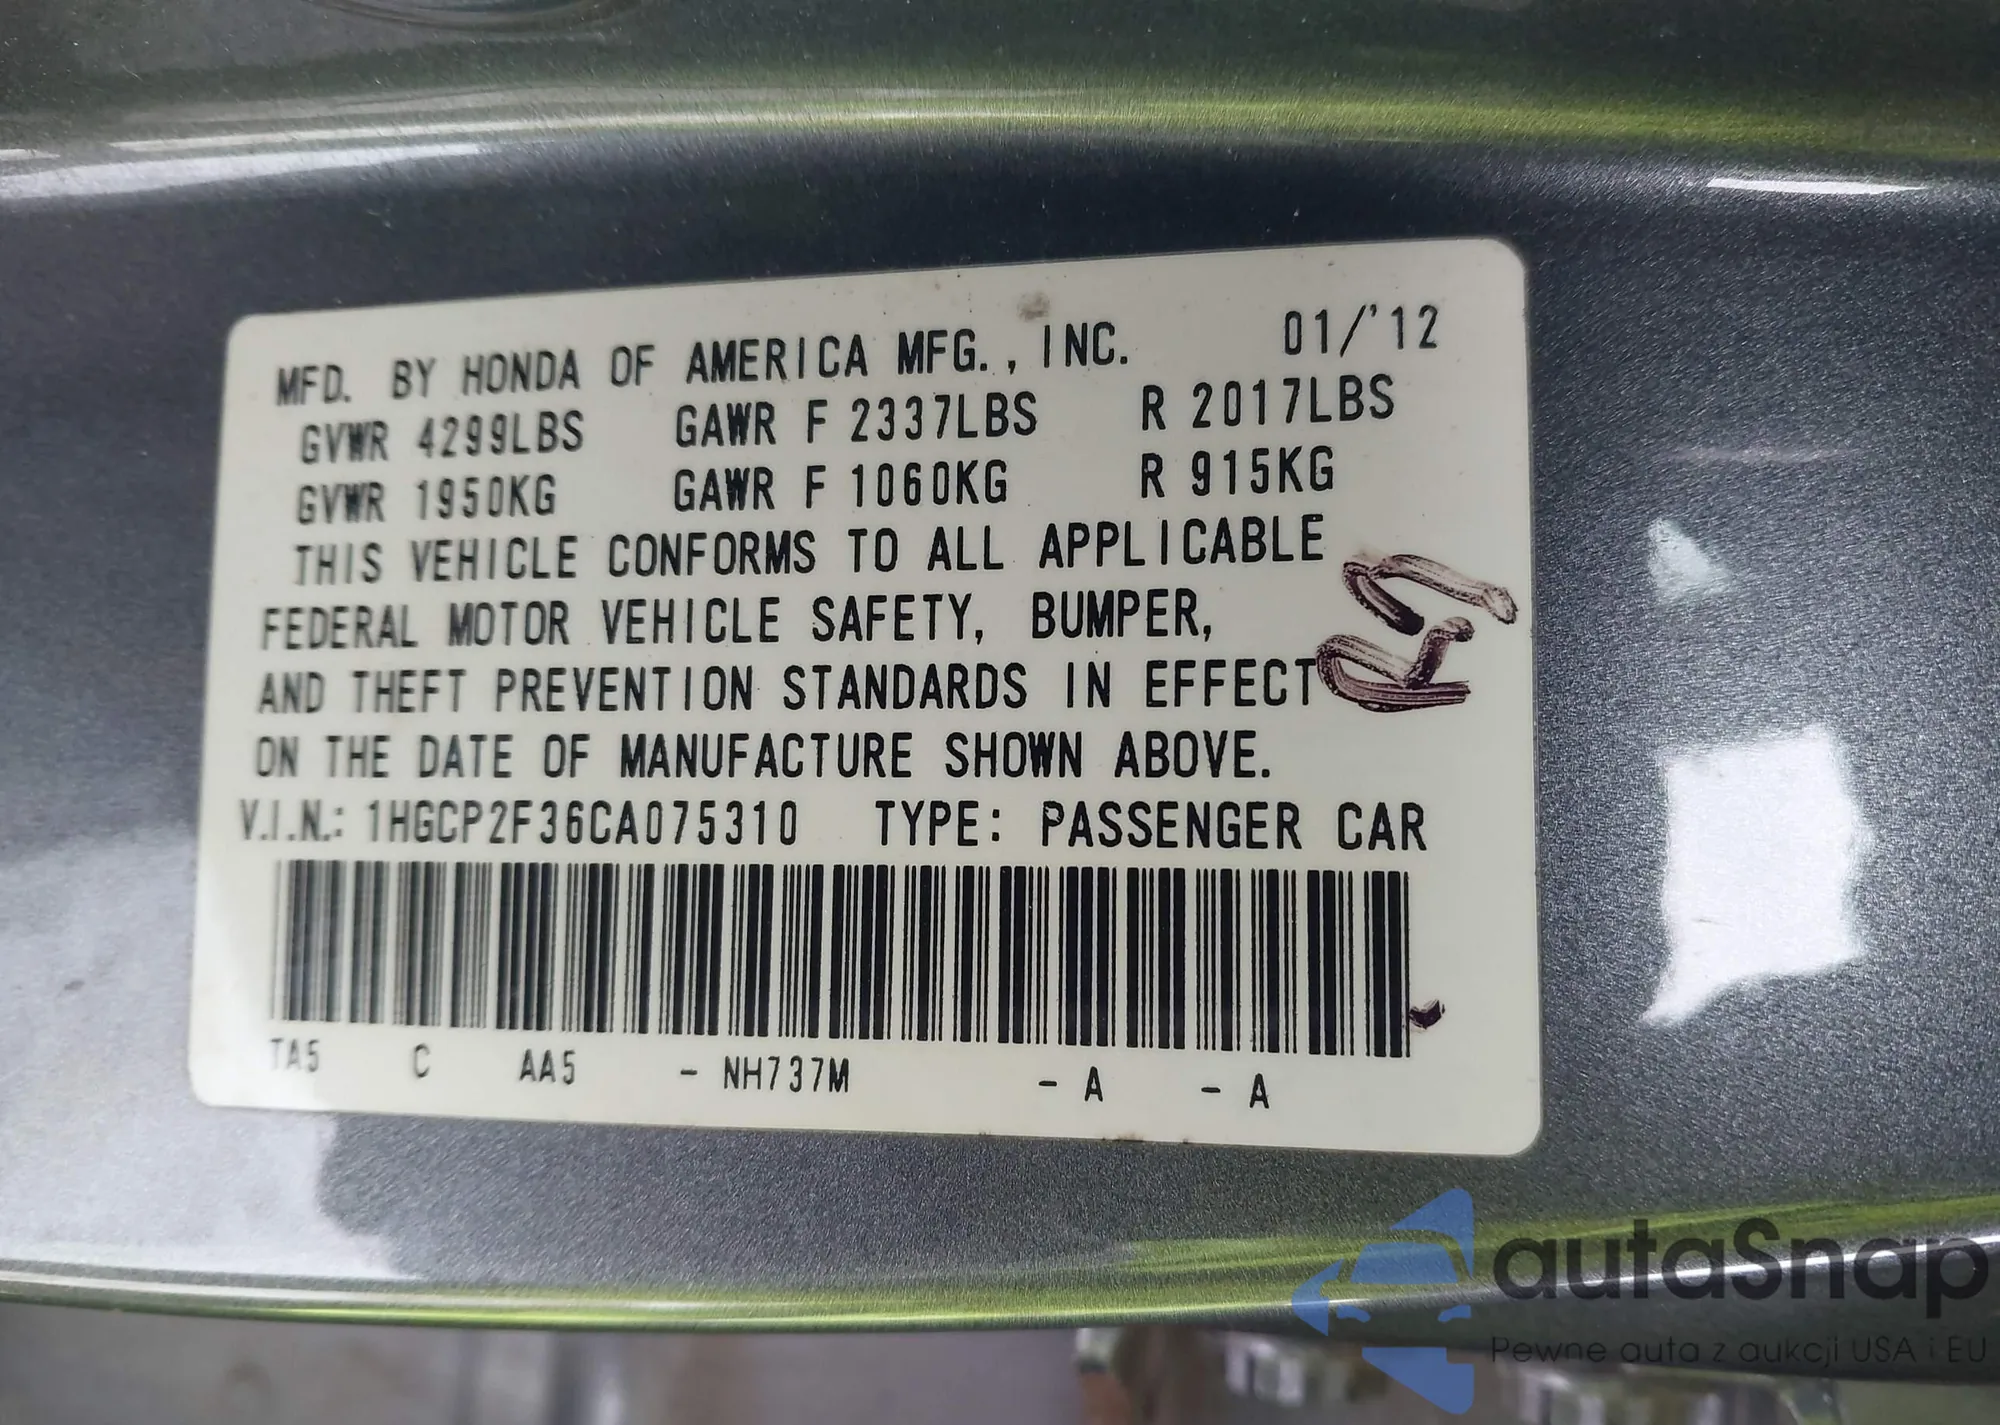 MFD. BY HONDA OF AMERICA MFG., INC. 01/'12
GVWR 4299LBS GAWR F 2337LBS R 2017LBS
GVWR 1950KG GAWR F 1060KG R 915KG
THIS VEHICLE CONFORMS TO ALL APPLICABLE
FEDERAL MOTOR VEHICLE SAFETY, BUMPER,
AND THEFT PREVENTION STANDARDS IN EFFECT
ON THE DATE OF MANUFACTURE SHOWN ABOVE.
V.I.N.: 1HGCP2F36CA075310 TYPE: PASSENGER CAR
TA5 C AA5 - NH737M - A - A
autaSnap
Pewne auta z aukcji USA i EU